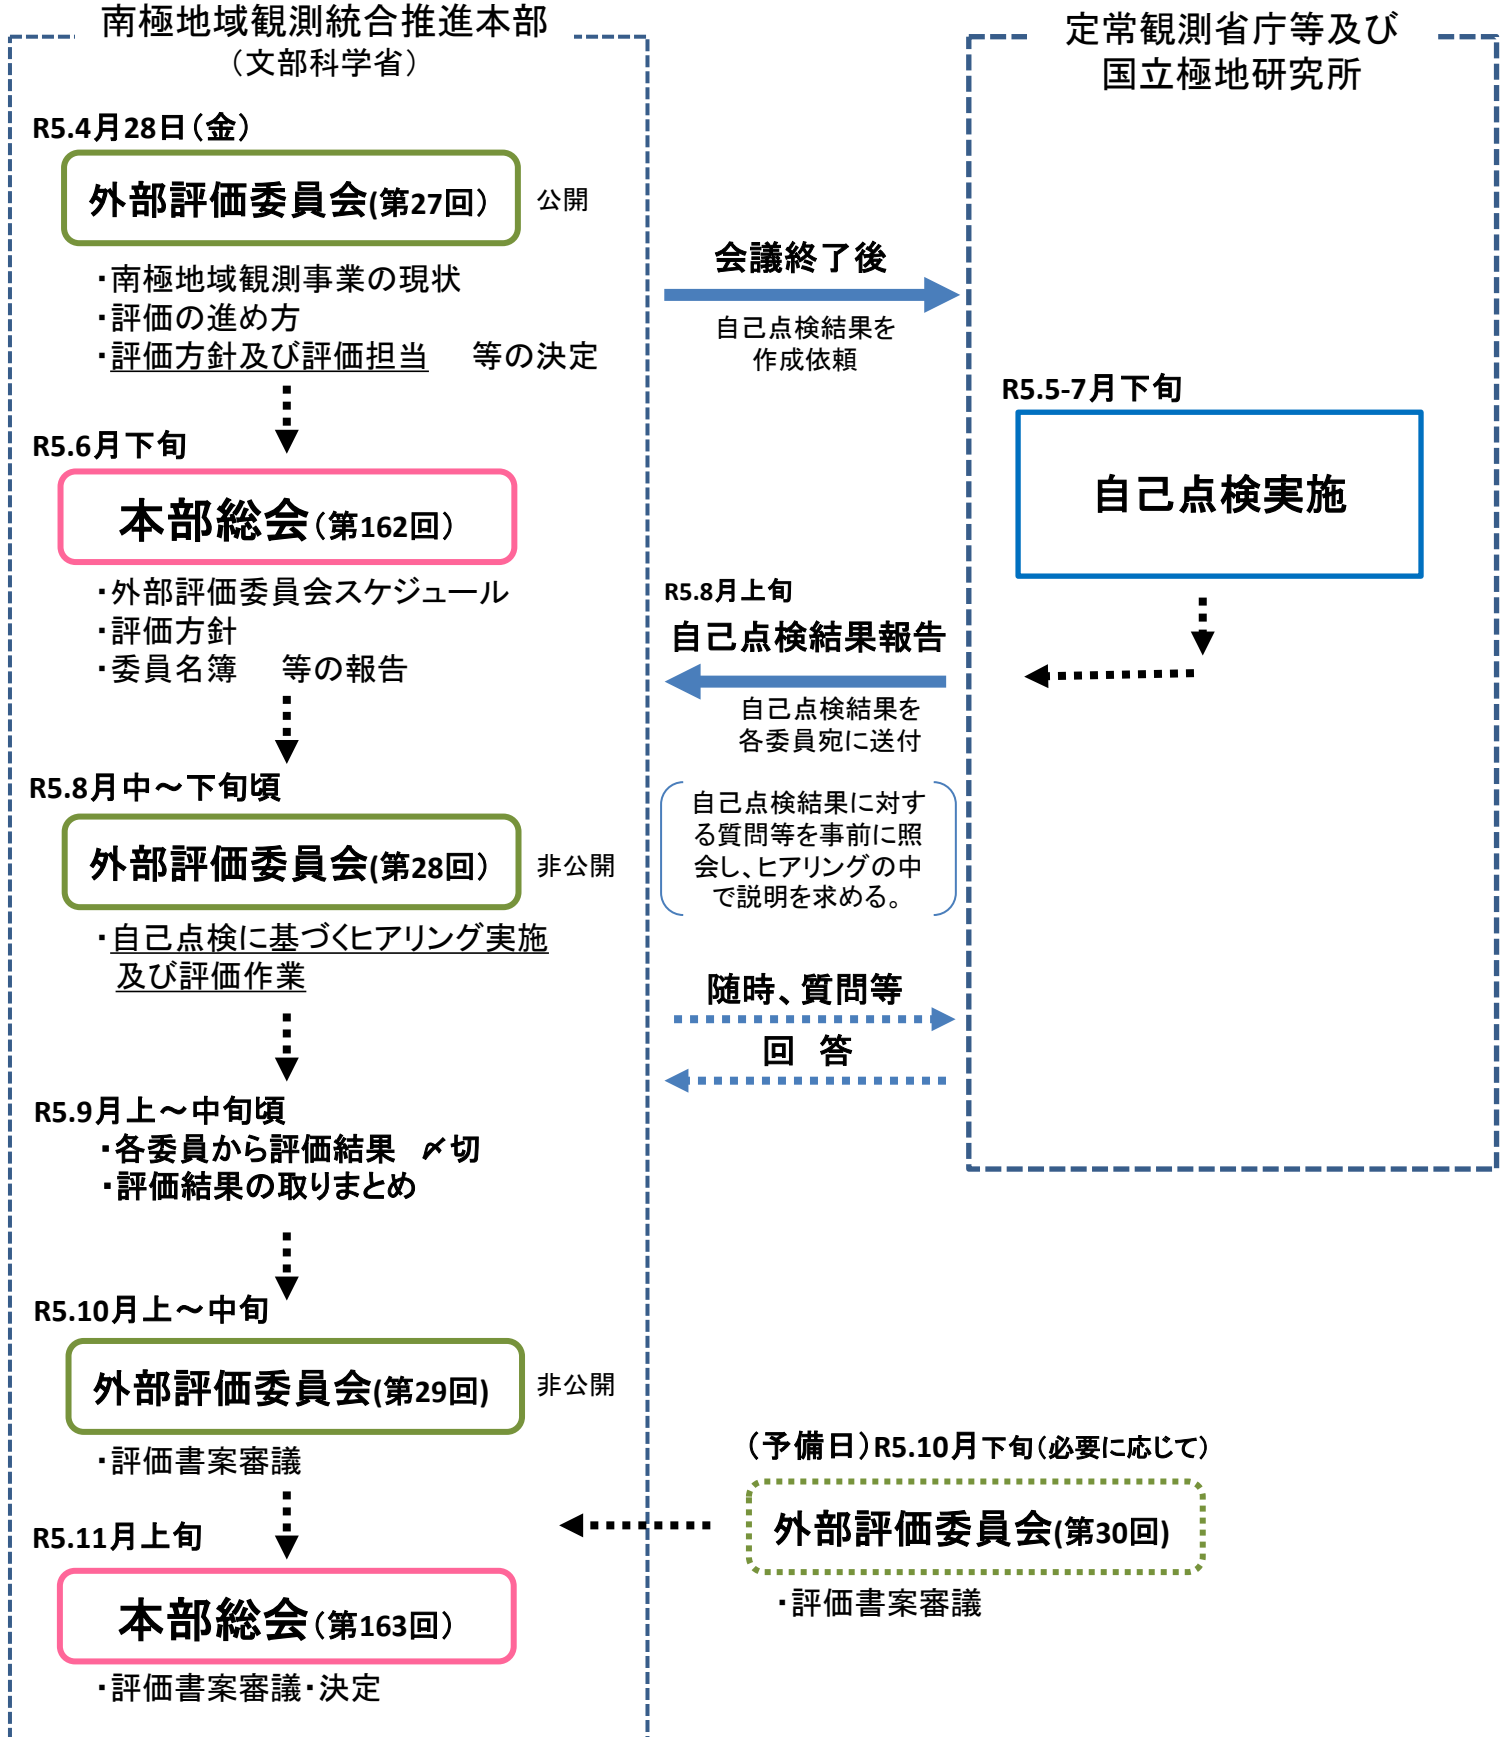 南極地域観測統合推進本部
（文部科学省）
R5.4月28日（金）
外部評価委員会(第27回）
公開
・南極地域観測事業の現状
・評価の進め方
・評価方針及び評価担当　等の決定
R5.6月下旬
本部総会（第162回）
・外部評価委員会スケジュール
・評価方針
・委員名簿　等の報告
R5.8月中～下旬頃
外部評価委員会(第28回）
非公開
・自己点検に基づくヒアリング実施
及び評価作業
R5.9月上～中旬頃
・各委員から評価結果　〆切
・評価結果の取りまとめ
R5.10月上～中旬
外部評価委員会(第29回)
非公開
・評価書案審議
R5.11月上旬
本部総会（第163回）
・評価書案審議・決定
会議終了後
自己点検結果を
作成依頼
R5.8月上旬
自己点検結果報告
自己点検結果を
各委員宛に送付
自己点検結果に対す
る質問等を事前に照
会し、ヒアリングの中
で説明を求める。
随時、質問等
回　答
定常観測省庁等及び
国立極地研究所
R5.5-7月下旬
自己点検実施
（予備日）R5.10月下旬（必要に応じて）
外部評価委員会(第30回)
・評価書案審議